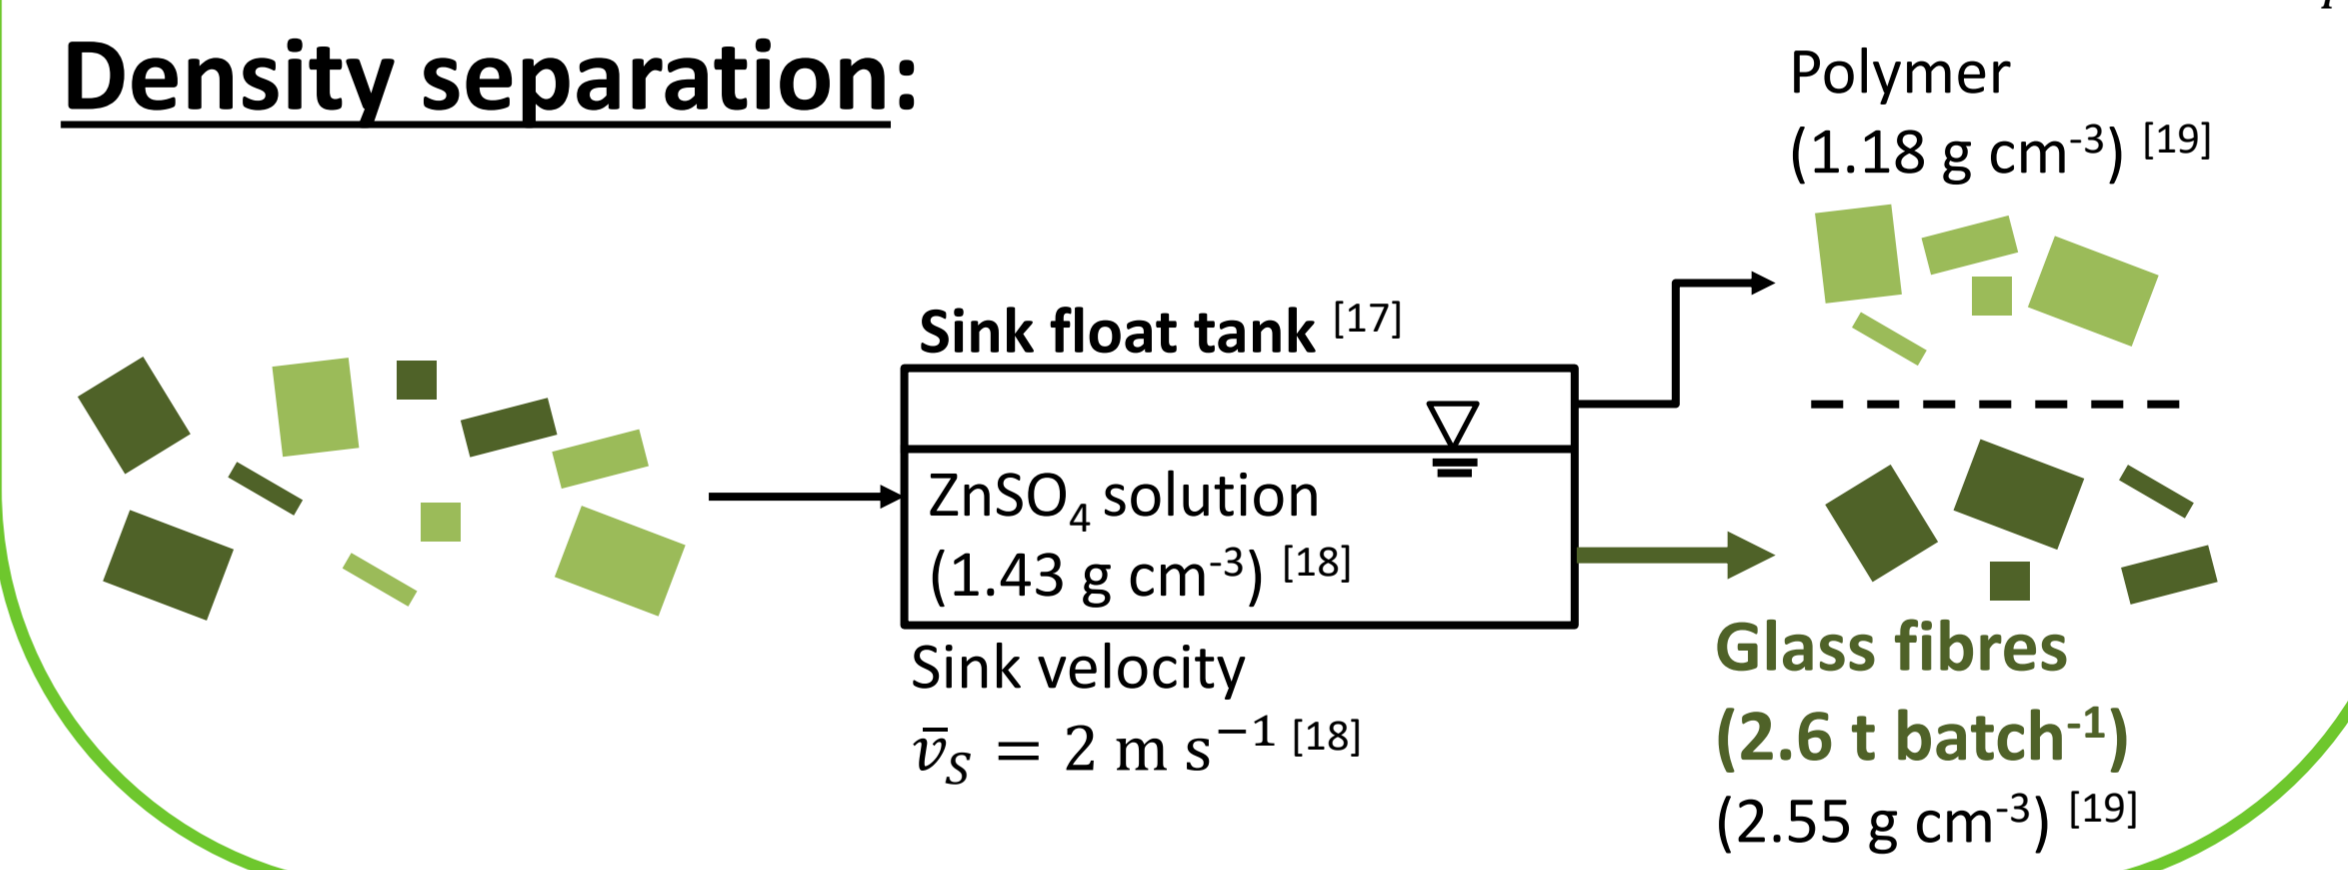 Density separation:
Polymer
(1.18 g cm⁻³) [19]
Sink float tank [17]
ZnSO₄ solution
(1.43 g cm⁻³) [18]
Sink velocity
v̄_S = 2 m s⁻¹ [18]
Glass fibres
(2.6 t batch⁻¹)
(2.55 g cm⁻³) [19]